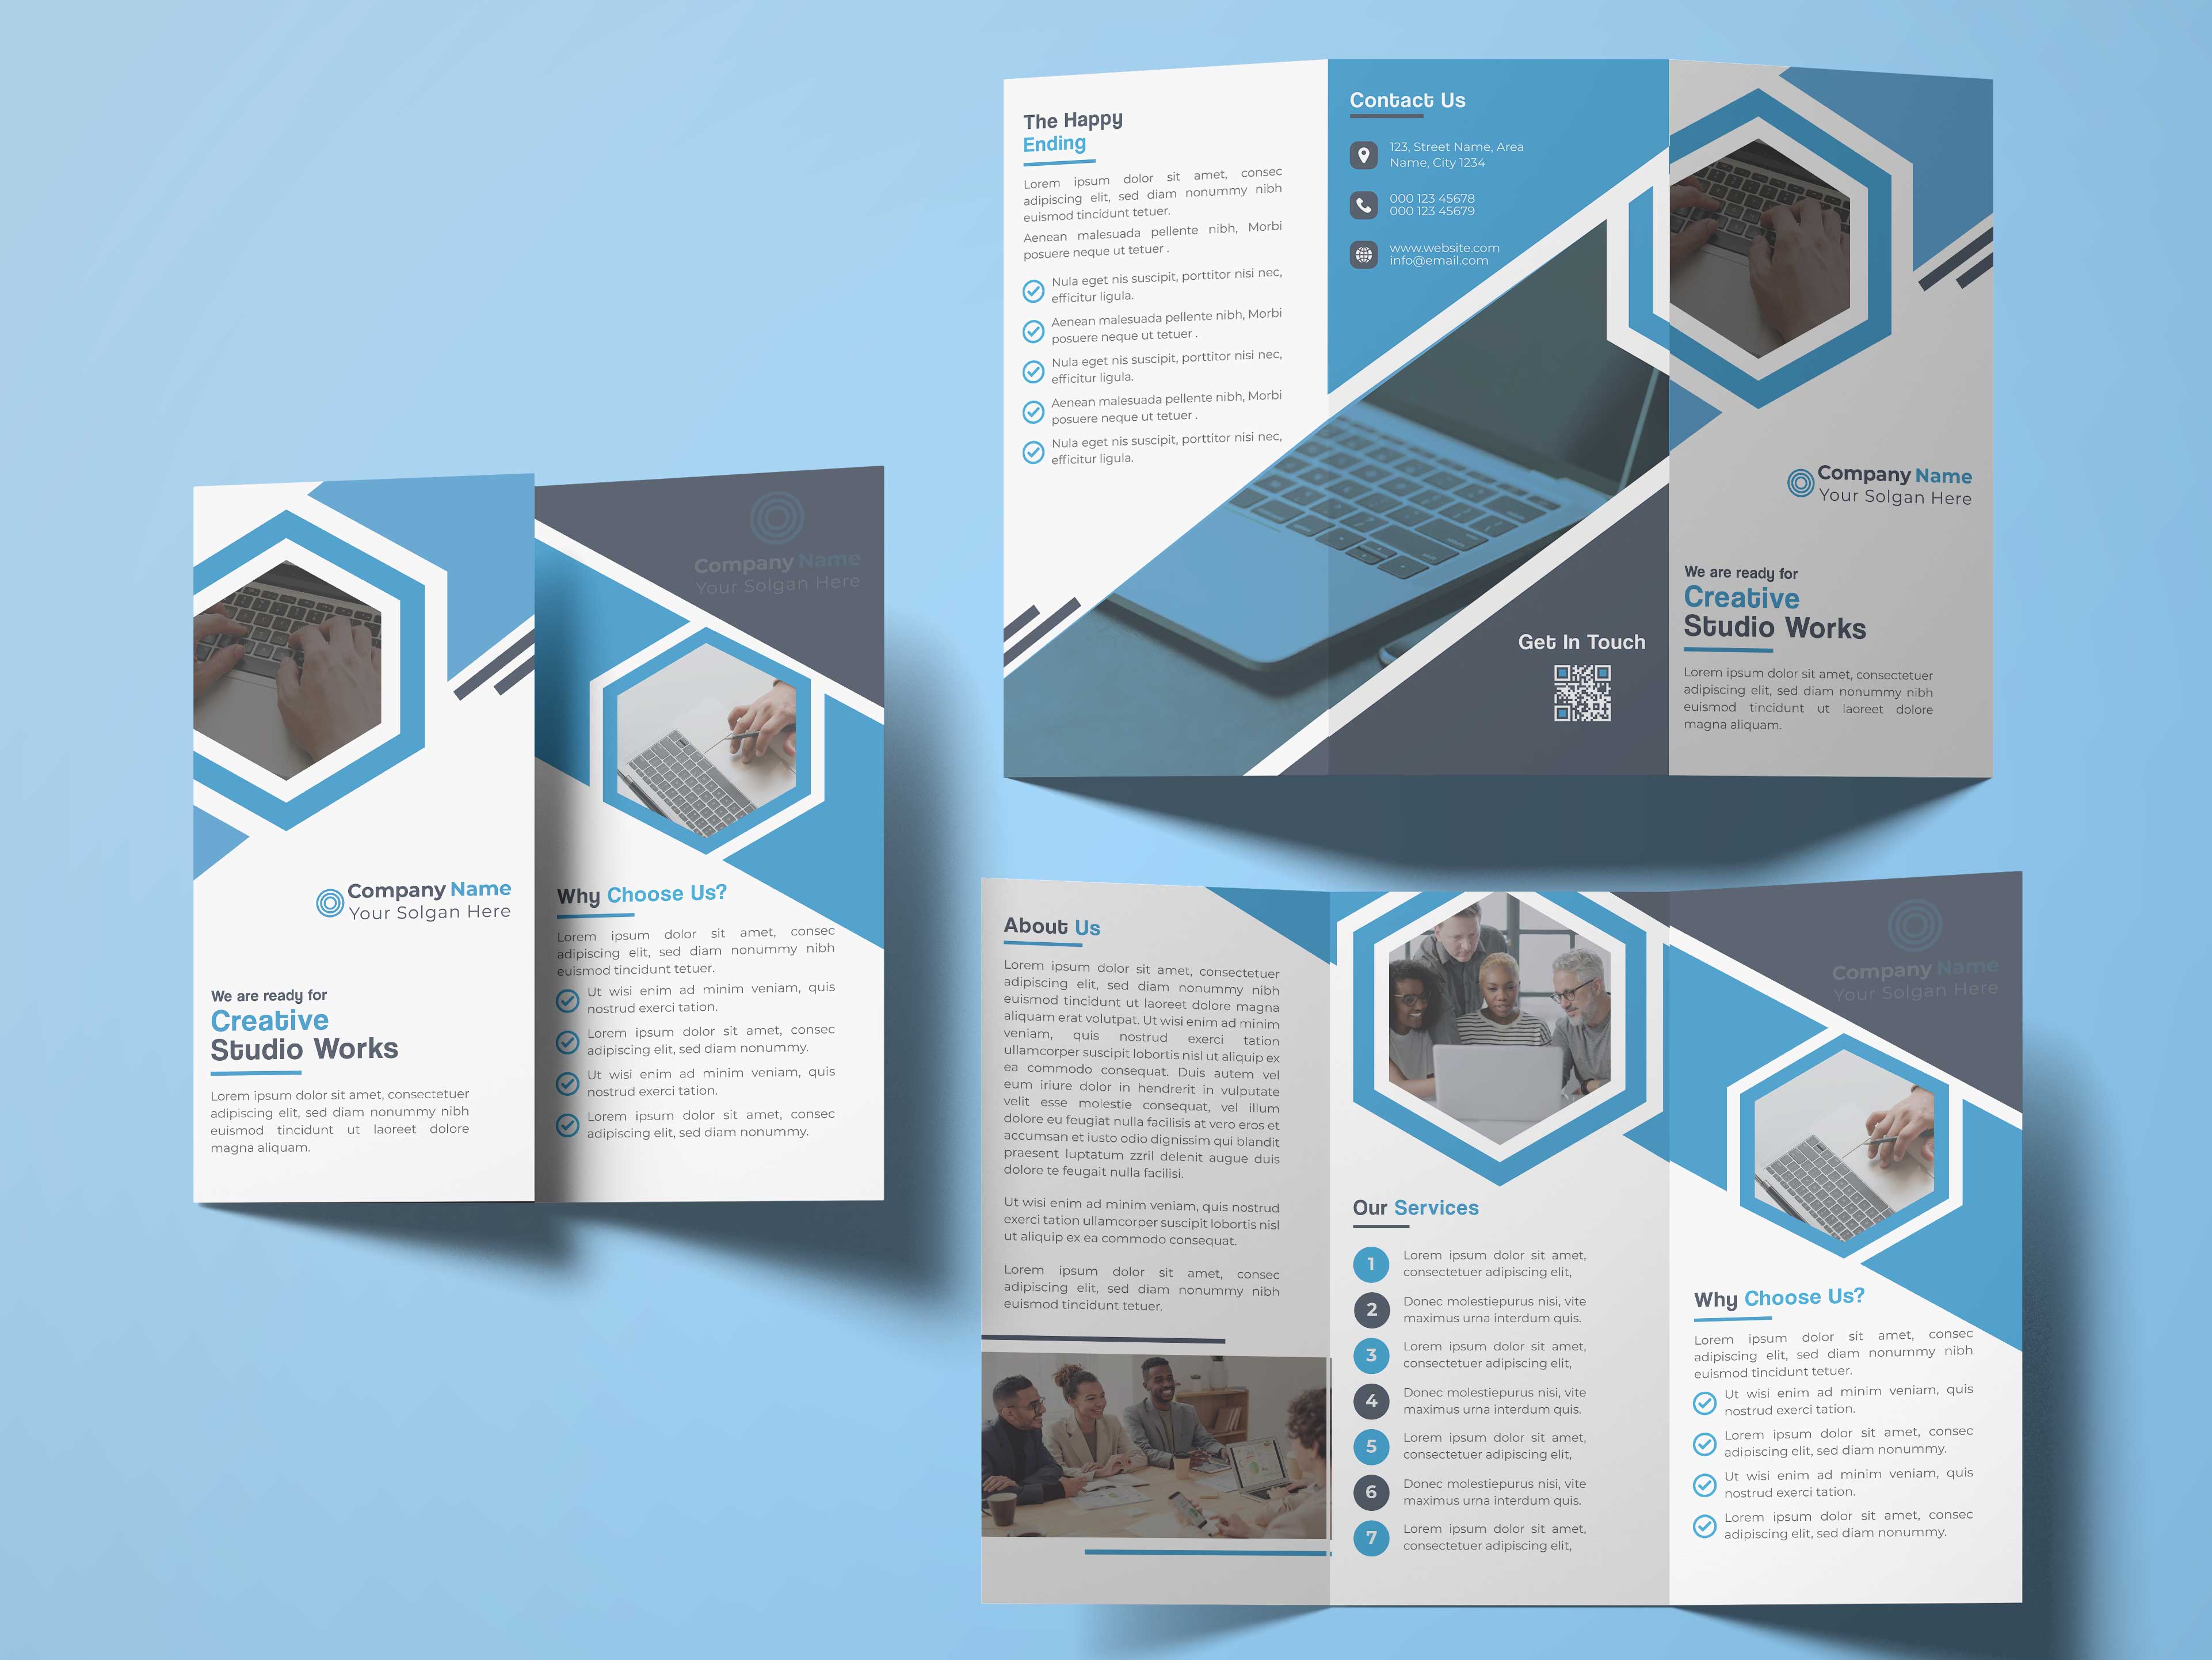 The Happy
Ending
Lorem ipsum dolor sit amet, consec
adipiscing elit, sed diam nonummy nibh
euismod tincidunt tetuer.
Aenean malesuada pellente nibh, Morbi
posuere neque ut tetuer .
Nula eget nis suscipit, porttitor nisi nec,
efficitur ligula.
Aenean malesuada pellente nibh, Morbi
posuere neque ut tetuer .
Nula eget nis suscipit, porttitor nisi nec,
efficitur ligula.
Aenean malesuada pellente nibh, Morbi
posuere neque ut tetuer .
Nula eget nis suscipit, porttitor nisi nec,
efficitur ligula.
Contact Us
123, Street Name, Area
Name, City 1234
000 123 45678
000 123 45679
www.website.com
info@email.com
Get In Touch
Company Name
Your Solgan Here
We are ready for
Creative
Studio Works
Lorem ipsum dolor sit amet, consectetuer
adipiscing elit, sed diam nonummy nibh
euismod tincidunt ut laoreet dolore
magna aliquam.
Company Name
Your Solgan Here
We are ready for
Creative
Studio Works
Lorem ipsum dolor sit amet, consectetuer
adipiscing elit, sed diam nonummy nibh
euismod tincidunt ut laoreet dolore
magna aliquam.
Company Name
Your Solgan Here
Why Choose Us?
Lorem ipsum dolor sit amet, consec
adipiscing elit, sed diam nonummy nibh
euismod tincidunt tetuer.
Ut wisi enim ad minim veniam, quis
nostrud exerci tation.
Lorem ipsum dolor sit amet, consec
adipiscing elit, sed diam nonummy.
Ut wisi enim ad minim veniam, quis
nostrud exerci tation.
Lorem ipsum dolor sit amet, consec
adipiscing elit, sed diam nonummy.
About Us
Lorem ipsum dolor sit amet, consectetuer
adipiscing elit, sed diam nonummy nibh
euismod tincidunt ut laoreet dolore magna
aliquam erat volutpat. Ut wisi enim ad minim
veniam, quis nostrud exerci tation
ullamcorper suscipit lobortis nisl ut aliquip ex
ea commodo consequat. Duis autem vel
eum iriure dolor in hendrerit in vulputate
velit esse molestie consequat, vel illum
dolore eu feugiat nulla facilisis at vero eros et
accumsan et iusto odio dignissim qui blandit
praesent luptatum zzril delenit augue duis
dolore te feugait nulla facilisi.
Ut wisi enim ad minim veniam, quis nostrud
exerci tation ullamcorper suscipit lobortis nisl
ut aliquip ex ea commodo consequat.
Lorem ipsum dolor sit amet, consec
adipiscing elit, sed diam nonummy nibh
euismod tincidunt tetuer.
Our Services
1 Lorem ipsum dolor sit amet,
consectetuer adipiscing elit,
2 Donec molestiepurus nisi, vite
maximus urna interdum quis.
3 Lorem ipsum dolor sit amet,
consectetuer adipiscing elit,
4 Donec molestiepurus nisi, vite
maximus urna interdum quis.
5 Lorem ipsum dolor sit amet,
consectetuer adipiscing elit,
6 Donec molestiepurus nisi, vite
maximus urna interdum quis.
7 Lorem ipsum dolor sit amet,
consectetuer adipiscing elit,
Company Name
Your Solgan Here
Why Choose Us?
Lorem ipsum dolor sit amet, consec
adipiscing elit, sed diam nonummy nibh
euismod tincidunt tetuer.
Ut wisi enim ad minim veniam, quis
nostrud exerci tation.
Lorem ipsum dolor sit amet, consec
adipiscing elit, sed diam nonummy.
Ut wisi enim ad minim veniam, quis
nostrud exerci tation.
Lorem ipsum dolor sit amet, consec
adipiscing elit, sed diam nonummy.